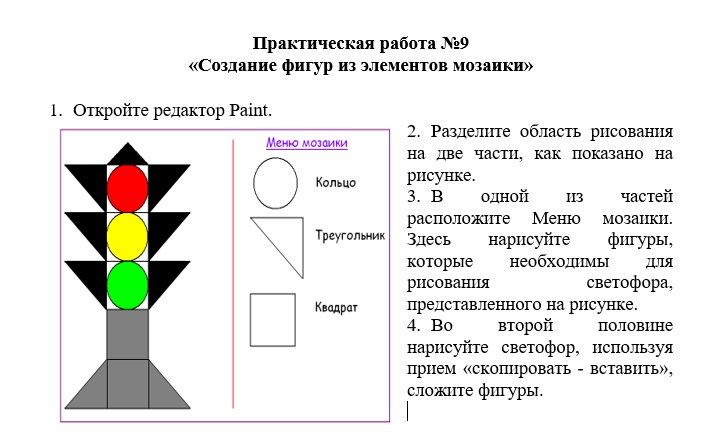 Практическая работа №9
«Создание фигур из элементов мозаики»
1. Откройте редактор Paint.
Меню мозаики
Кольцо
Треугольник
Квадрат
2. Разделите область рисования
на две части, как показано на
рисунке.
3. В одной из частей
расположите Меню мозаики.
Здесь нарисуйте фигуры,
которые необходимы для
рисования светофора,
представленного на рисунке.
4. Во второй половине
нарисуйте светофор, используя
прием «скопировать - вставить»,
сложите фигуры.